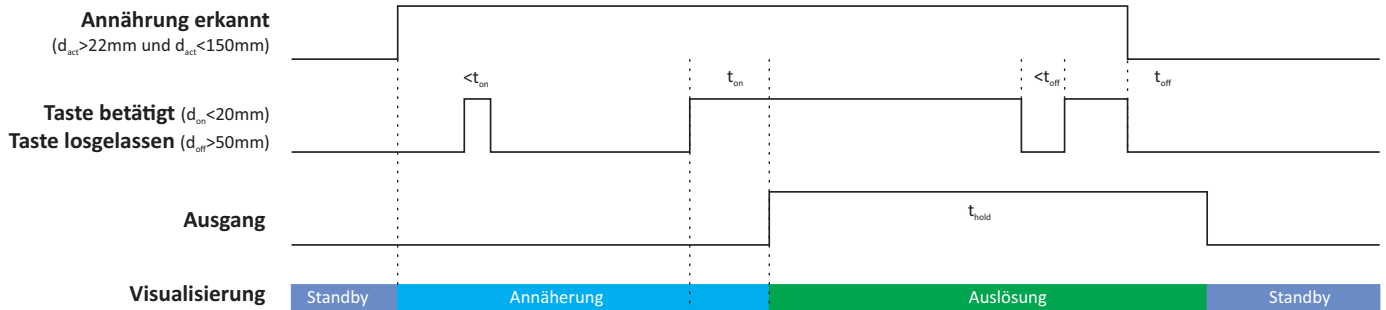 Annährung erkannt
(dact>22mm und dact<150mm)
<ton ton <toff toff
Taste betätigt (don<20mm)
Taste losgelassen (doff>50mm)
Ausgang thold
Visualisierung Standby Annäherung Auslösung Standby